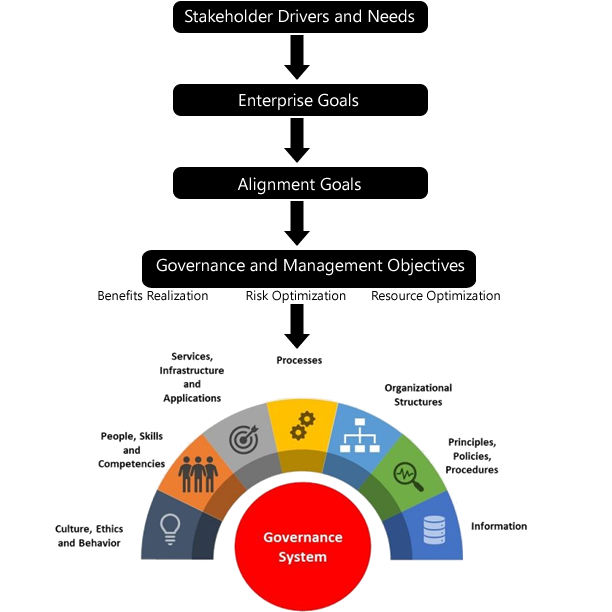 Stakeholder Drivers and Needs
Enterprise Goals
Alignment Goals
Governance and Management Objectives
Benefits Realization
Risk Optimization
Resource Optimization
Processes
Services,
Infrastructure
and
Applications
Organizational
Structures
People, Skills
and
Competencies
Principles,
Policies,
Procedures
Culture, Ethics
and Behavior
Information
Governance
System